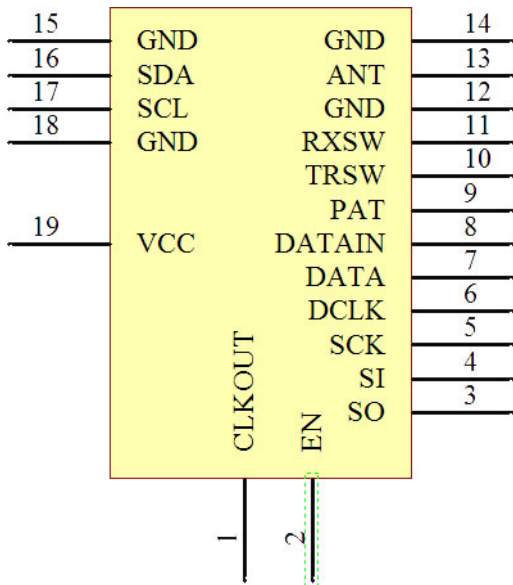 15 GND GND 14
16 SDA ANT 13
17 SCL GND 12
18 GND RXSW 11
TRSW 10
PAT 9
19 VCC DATAIN 8
DATA 7
DCLK 6
SCK 5
SI 4
SO 3
CLKOUT EN
1 2